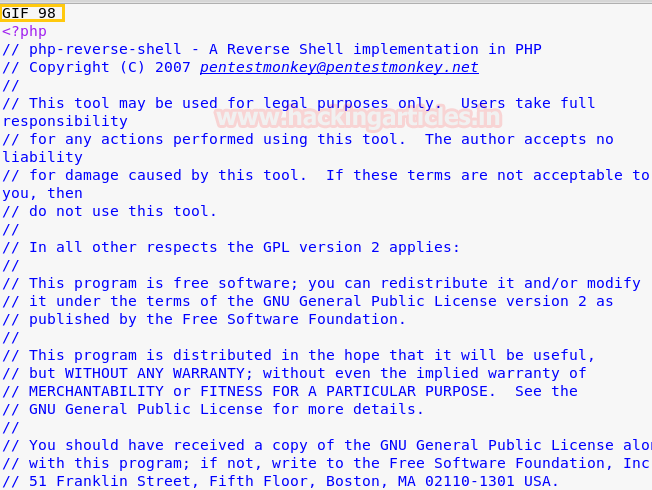 GIF 98
<?php
// php-reverse-shell - A Reverse Shell implementation in PHP
// Copyright (C) 2007 pentestmonkey@pentestmonkey.net
//
// This tool may be used for legal purposes only.  Users take full
responsibility
www.hackingarticles.in
// for any actions performed using this tool.  The author accepts no
liability
// for damage caused by this tool.  If these terms are not acceptable to
you, then
// do not use this tool.
//
// In all other respects the GPL version 2 applies:
//
// This program is free software; you can redistribute it and/or modify
// it under the terms of the GNU General Public License version 2 as
// published by the Free Software Foundation.
//
// This program is distributed in the hope that it will be useful,
// but WITHOUT ANY WARRANTY; without even the implied warranty of
// MERCHANTABILITY or FITNESS FOR A PARTICULAR PURPOSE.  See the
// GNU General Public License for more details.
//
// You should have received a copy of the GNU General Public License alon
// with this program; if not, write to the Free Software Foundation, Inc
// 51 Franklin Street, Fifth Floor, Boston, MA 02110-1301 USA.